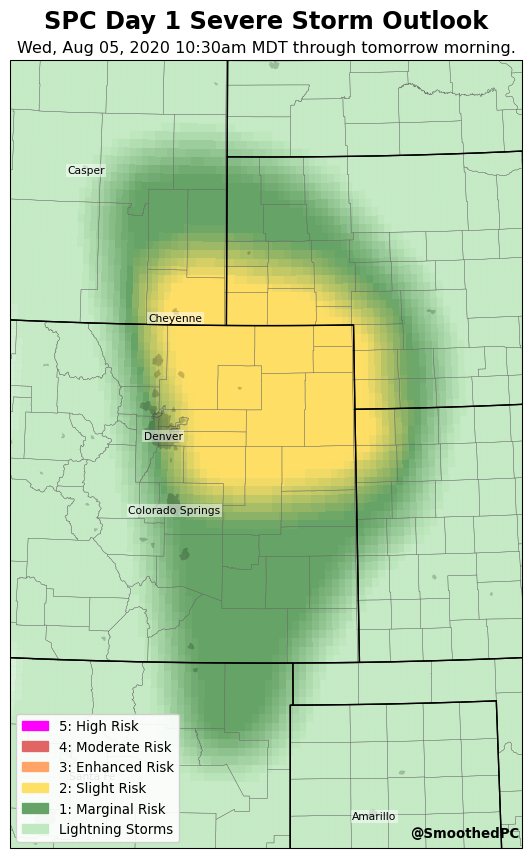 SPC Day 1 Severe Storm Outlook
Wed, Aug 05, 2020 10:30am MDT through tomorrow morning.
Casper
Cheyenne
Denver
Colorado Springs
5: High Risk
4: Moderate Risk
3: Enhanced Risk
2: Slight Risk
1: Marginal Risk
Lightning Storms
Amarillo
@SmoothedPC